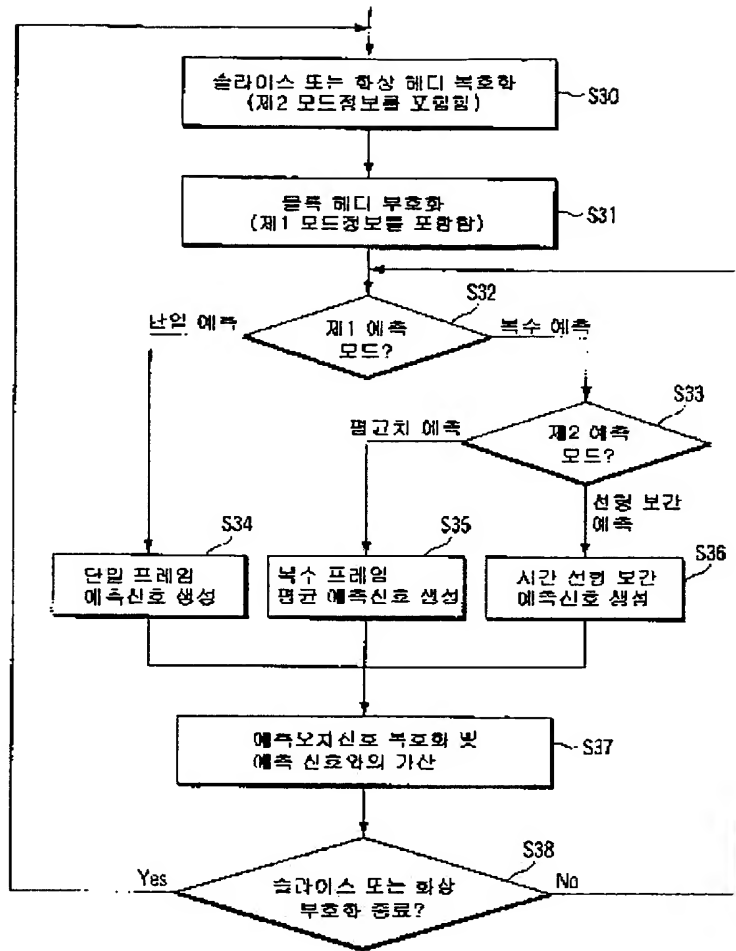 슬라이스 또는 화상 헤더 복호화
(제2 모드정보를 포함함)
S30
블록 헤더 부호화
(제1 모드정보를 포함함)
S31
S32
단일 예측
제1 예측
모드?
복수 예측
S33
평균치 예측
제2 예측
모드?
선형 보간
예측
S34
S35
S36
단일 프레임
예측신호 생성
복수 프레임
평균 예측신호 생성
시간 선형 보간
예측신호 생성
예측오차신호 복호화 및
예측 신호와의 가산
S37
S38
Yes
슬라이스 또는 화상
부호화 종료?
No